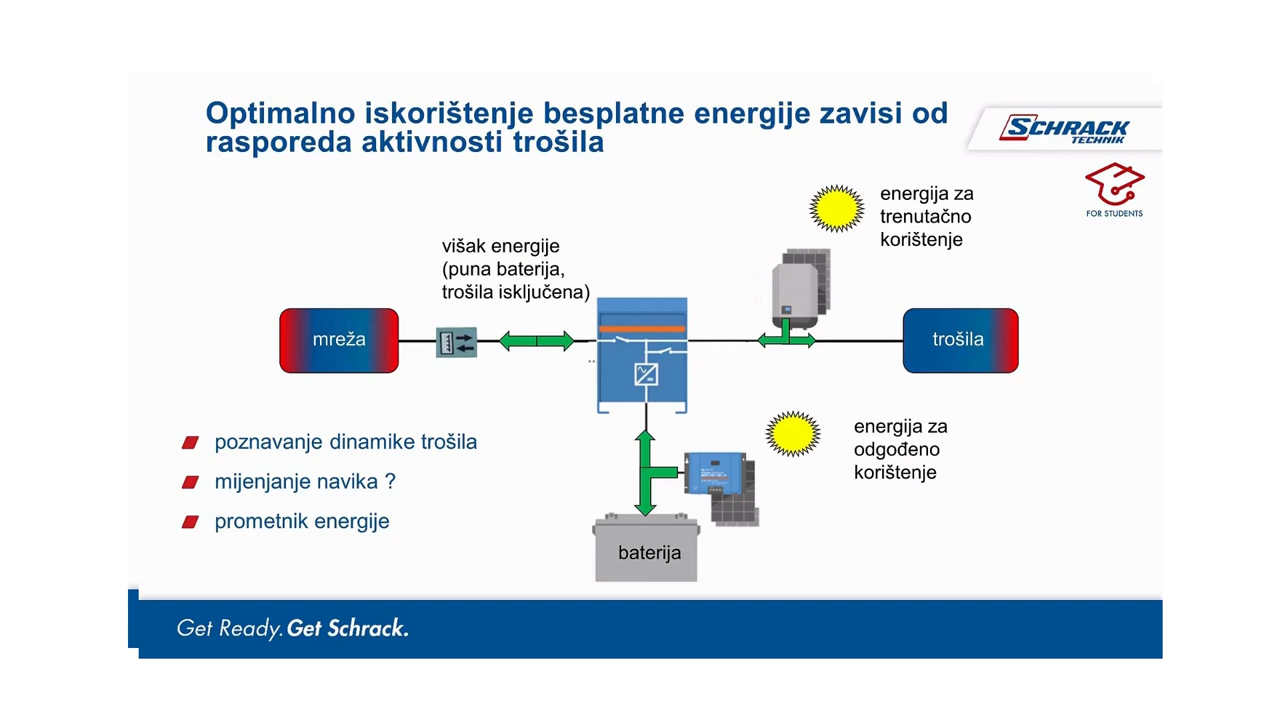 Optimalno iskorištenje besplatne energije zavisi od
rasporeda aktivnosti trošila
SCHRACK
TECHNIK
FOR STUDENTS
energija za
trenutačno
korištenje
višak energije
(puna baterija,
trošila isključena)
mreža
trošila
energija za
odgođeno
korištenje
poznavanje dinamike trošila
mijenjanje navika ?
prometnik energije
baterija
Get Ready. Get Schrack.